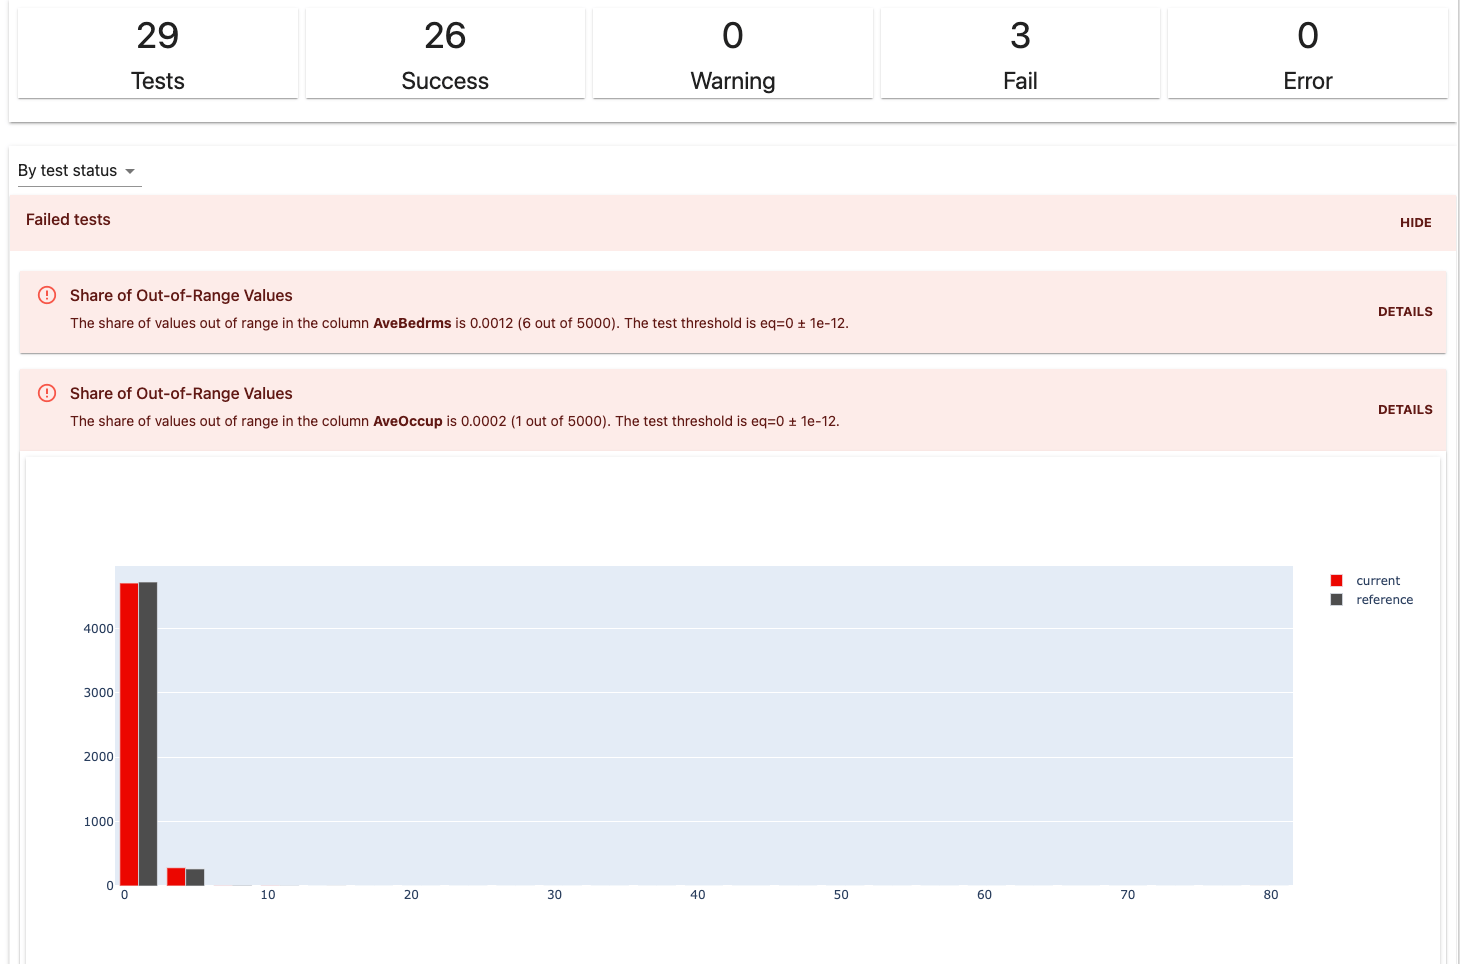 29
Tests
26
Success
0
Warning
3
Fail
0
Error
By test status
Failed tests
HIDE
Share of Out-of-Range Values
The share of values out of range in the column AveBedrms is 0.0012 (6 out of 5000). The test threshold is eq=0 ± 1e-12.
DETAILS
Share of Out-of-Range Values
The share of values out of range in the column AveOccup is 0.0002 (1 out of 5000). The test threshold is eq=0 ± 1e-12.
DETAILS
current
reference
4000
3000
2000
1000
0
0 10 20 30 40 50 60 70 80